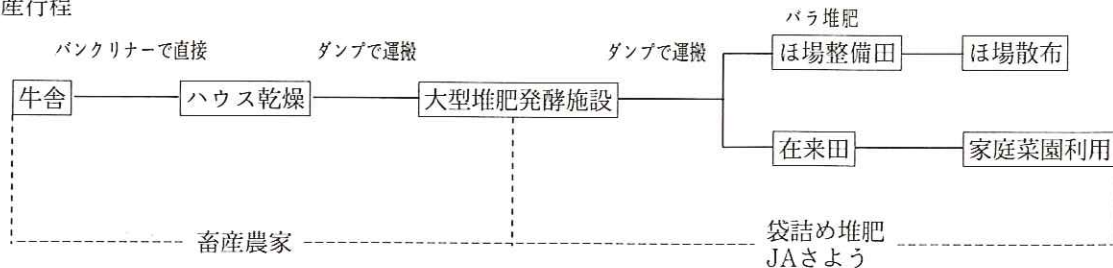 産行程
バラ堆肥
バンクリナーで直接
ダンプで運搬
ダンプで運搬
ほ場整備田
ほ場散布
牛舎
ハウス乾燥
大型堆肥発酵施設
在来田
家庭菜園利用
畜産農家
袋詰め堆肥
JAさよう